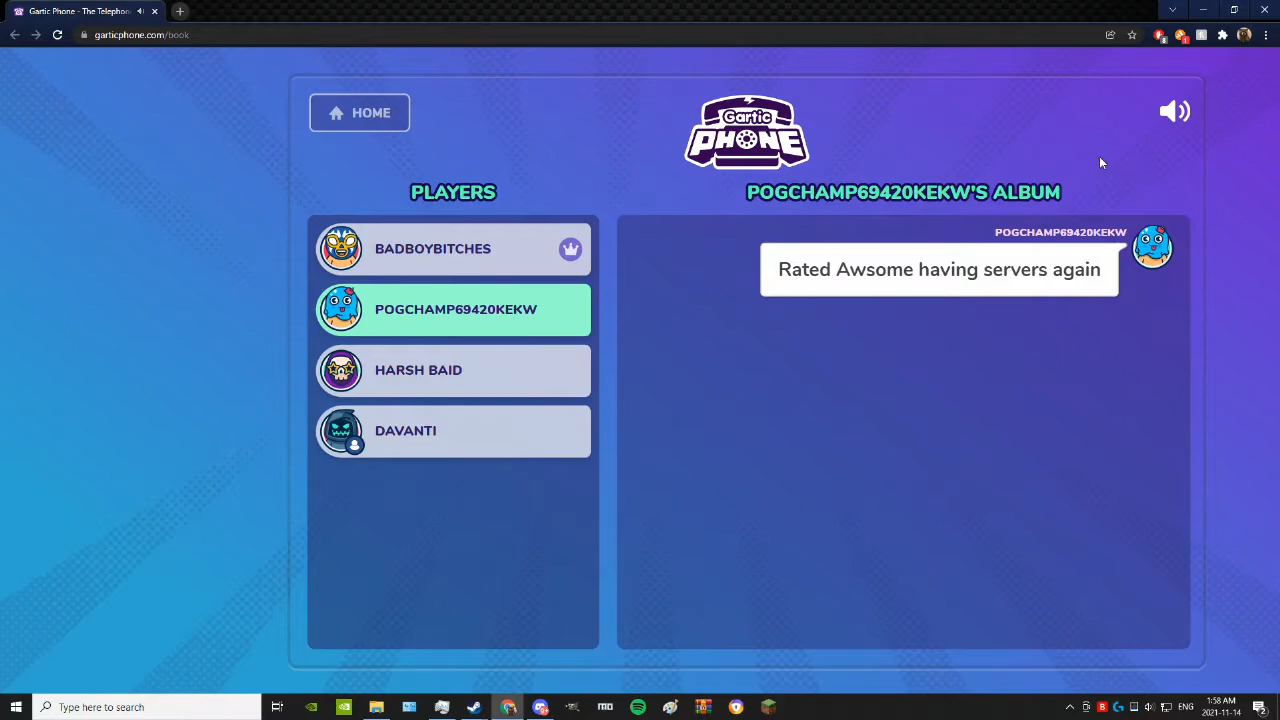 Gartic Phone - The Telephon
garticphone.com/book
HOME
Gartic
PHONE
PLAYERS
POGCHAMP69420KEKW'S ALBUM
BADBOYBITCHES
POGCHAMP69420KEKW
HARSH BAID
DAVANTI
POGCHAMP69420KEKW
Rated Awsome having servers again
Type here to search
ENG
1:58 AM
2021-11-14